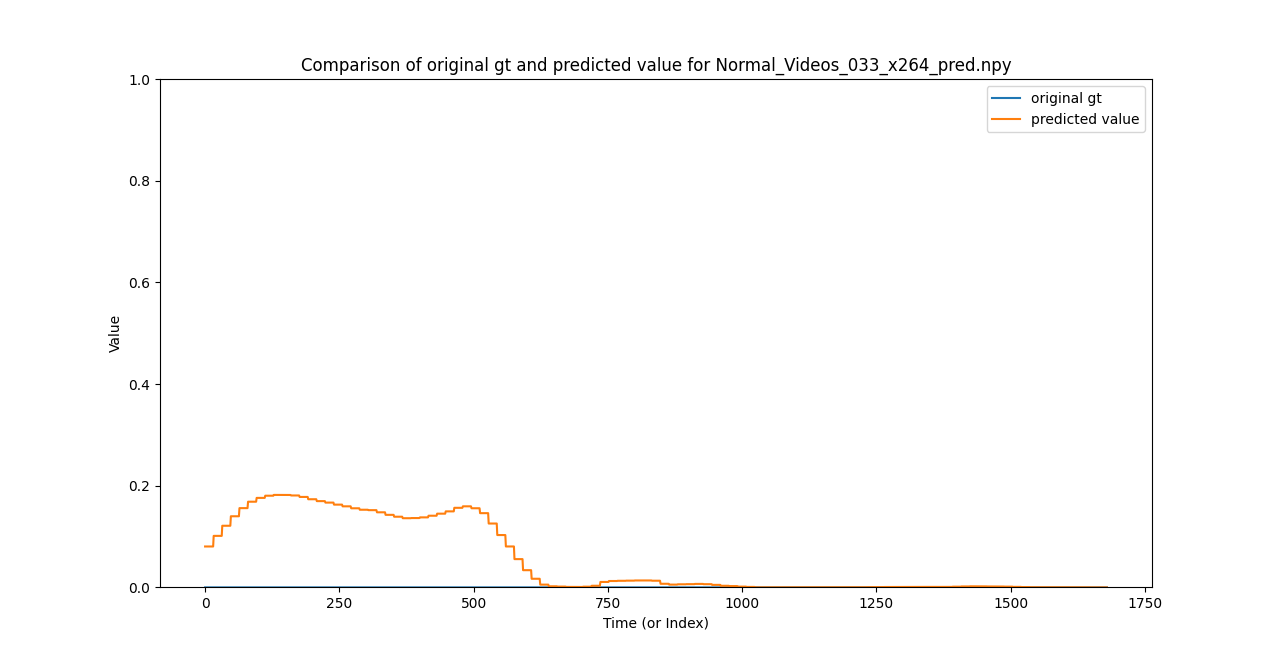 Comparison of original gt and predicted value for Normal_Videos_033_x264_pred.npy
original gt
predicted value
1.0
0.8
0.6
0.4
0.2
0.0
Value
0 250 500 750 1000 1250 1500 1750
Time (or Index)